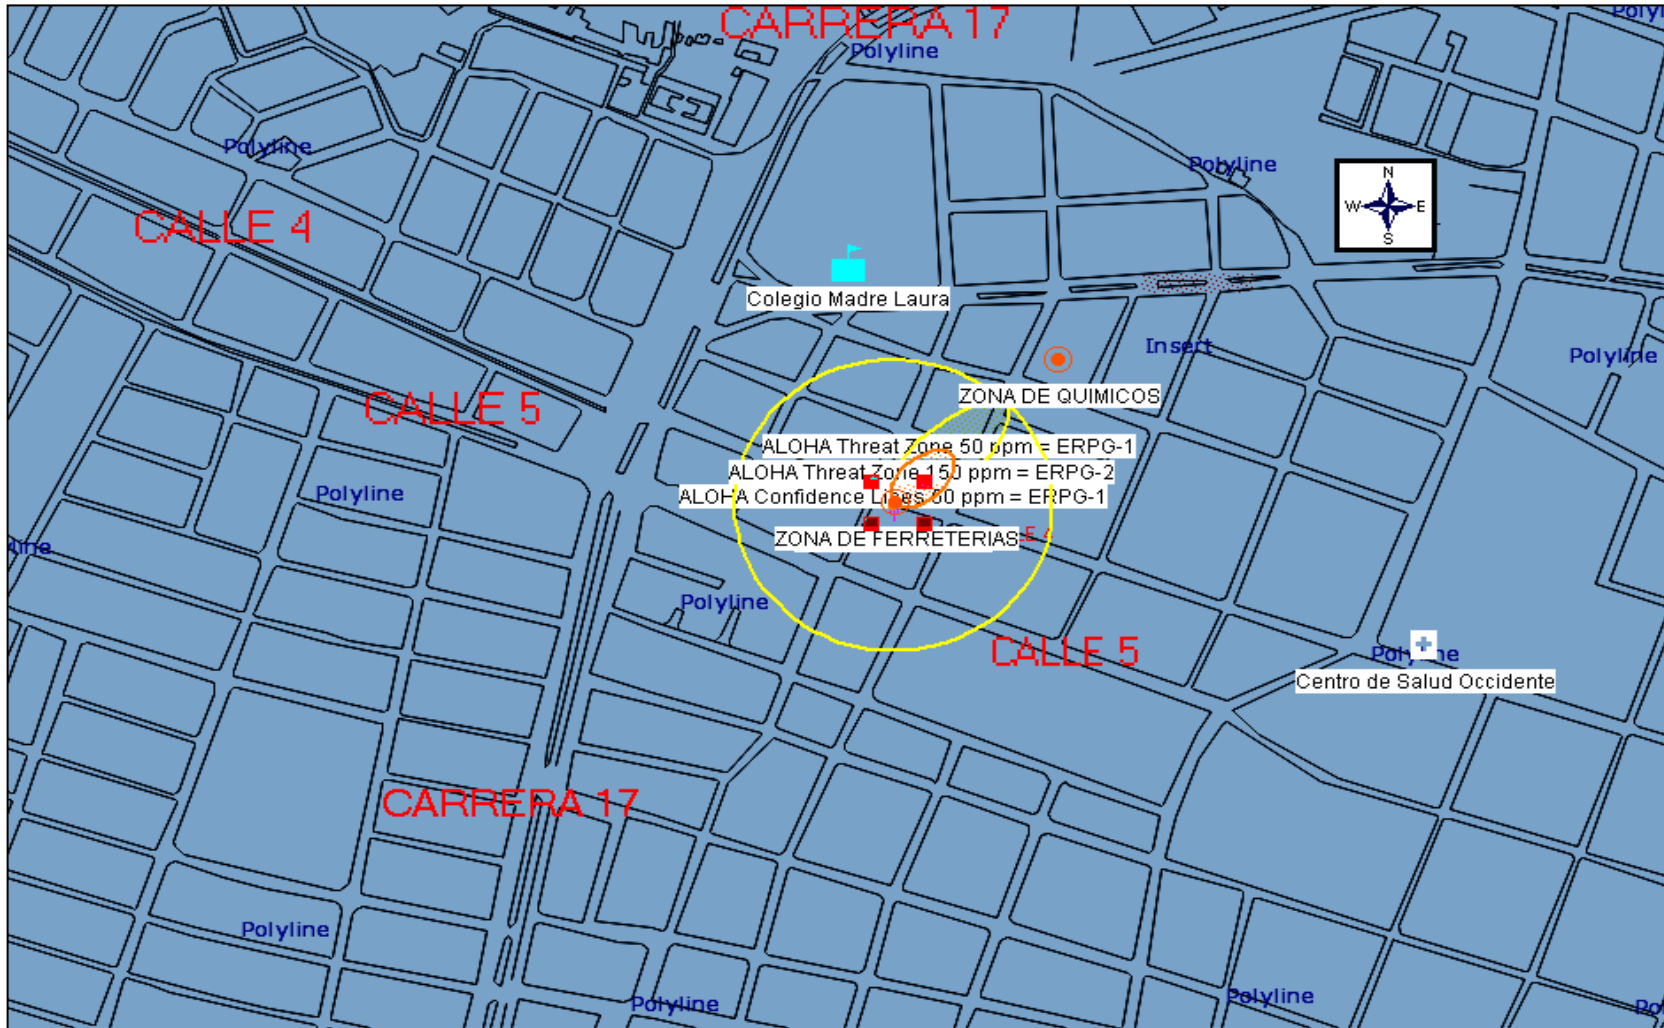 CARRERA 17
Polyline
Polyline
Polyline
Polyline
N
W
E
S
CALLE 4
Colegio Madre Laura
Insert
Polyline
CALLE 5
ZONA DE QUIMICOS
ALOHA Threat Zone 50 ppm = ERPG-1
ALOHA Threat Zone 150 ppm = ERPG-2
Polyline
ALOHA Confidence Lines 50 ppm = ERPG-1
ZONA DE FERRETERIAS
Polyline
CALLE 5
Polyline
Centro de Salud Occidente
CARRERA 17
Polyline
Polyline
Polyline